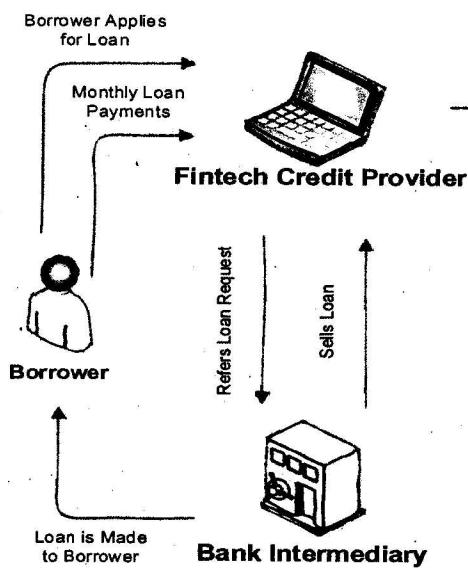 Borrower Applies
for Loan
Monthly Loan
Payments
Fintech Credit Provider
Refers Loan Request
Sells Loan
Borrower
Loan is Made
to Borrower
Bank Intermediary